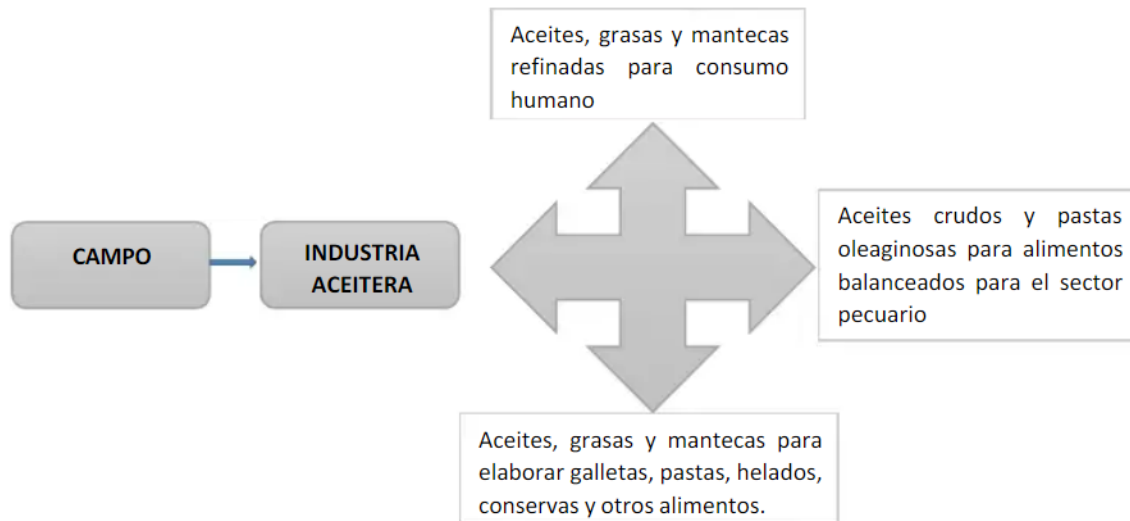 Aceites, grasas y mantecas
refinadas para consumo
humano
CAMPO
INDUSTRIA
ACEITERA
Aceites crudos y pastas
oleaginosas para alimentos
balanceados para el sector
pecuario
Aceites, grasas y mantecas para
elaborar galletas, pastas, helados,
conservas y otros alimentos.